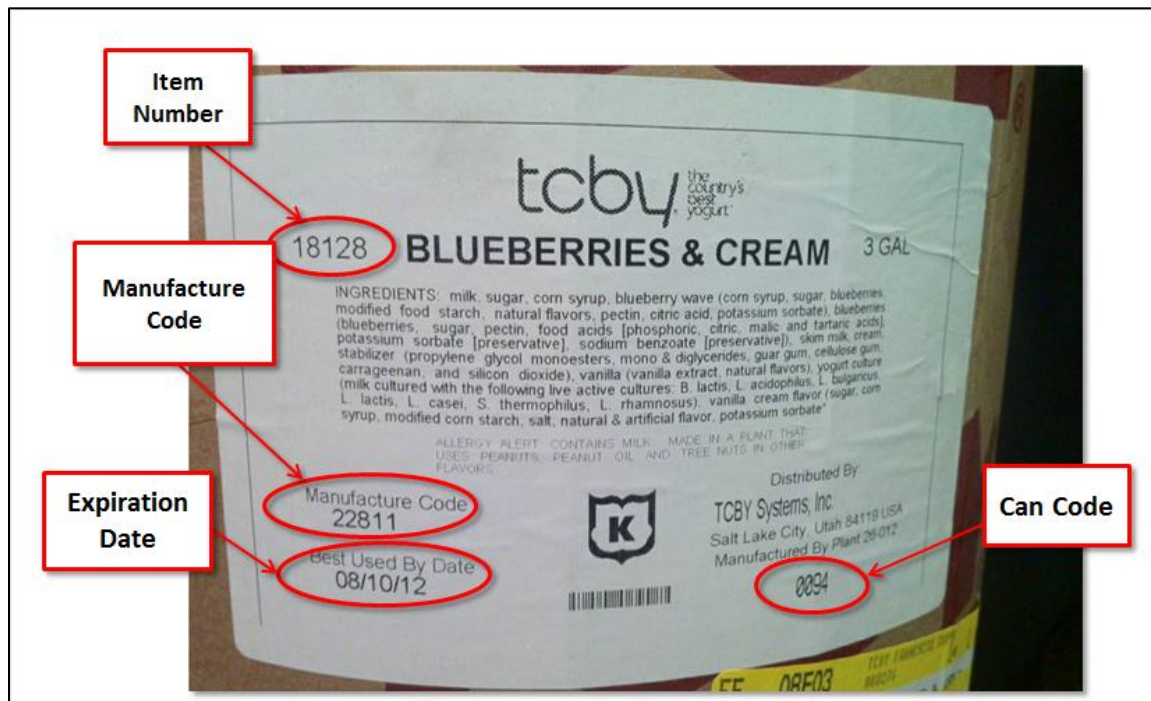 Item
Number
Manufacture
Code
Expiration
Date
Can Code
tcby
the
country's
best
yogurt
18128 BLUEBERRIES & CREAM 3 GAL
INGREDIENTS: milk, sugar, corn syrup, blueberry wave (corn syrup, sugar, blueberries,
modified food starch, natural flavors, pectin, citric acid, potassium sorbate), blueberries
(blueberries, sugar, pectin, food acids [phosphoric, citric, malic and tartaric acids],
potassium sorbate [preservative], sodium benzoate [preservative]), skim milk, cream,
stabilizer (propylene glycol monoesters, mono & diglycerides, guar gum, cellulose gum,
carrageenan, and silicon dioxide), vanilla (vanilla extract, natural flavors), yogurt culture
(milk cultured with the following live active cultures: B. lactis, L. acidophilus, L. bulgaricus,
L. lactis, L. casei, S. thermophilus, L. rhamnosus), vanilla cream flavor (sugar, corn
syrup, modified corn starch, salt, natural & artificial flavor, potassium sorbate"
ALLERGY ALERT: CONTAINS MILK. MADE IN A PLANT THAT
USES PEANUTS, PEANUT OIL AND TREE NUTS IN OTHER
FLAVORS
Manufacture Code
22811
Best Used By Date
08/10/12
K
Distributed By
TCBY Systems, Inc.
Salt Lake City, Utah 84119 USA
Manufactured By Plant 26-012
0094
TCBY
EF 08F03